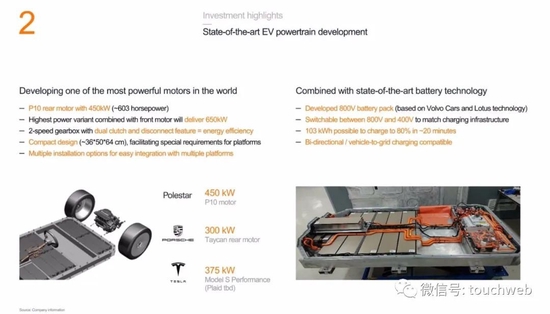 2
Investment highlights
State-of-the-art EV powertrain development
Developing one of the most powerful motors in the world
– P10 rear motor with 450kW (~603 horsepower)
– Highest power variant combined with front motor will deliver 650kW
– 2-speed gearbox with dual clutch and disconnect feature = energy efficiency
– Compact design (~36*50*64 cm), facilitating special requirements for platforms
– Multiple installation options for easy integration with multiple platforms
Combined with state-of-the-art battery technology
– Developed 800V battery pack (based on Volvo Cars and Lotus technology)
– Switchable between 800V and 400V to match charging infrastructure
– 103 kWh possible to charge to 80% in ~20 minutes
– Bi-directional / vehicle-to-grid charging compatible
Polestar
450 kW
P10 motor
PORSCHE
300 kW
Taycan rear motor
TESLA
375 kW
Model S Performance
(Plaid tbd)
Source: Company information
微信号: touchweb